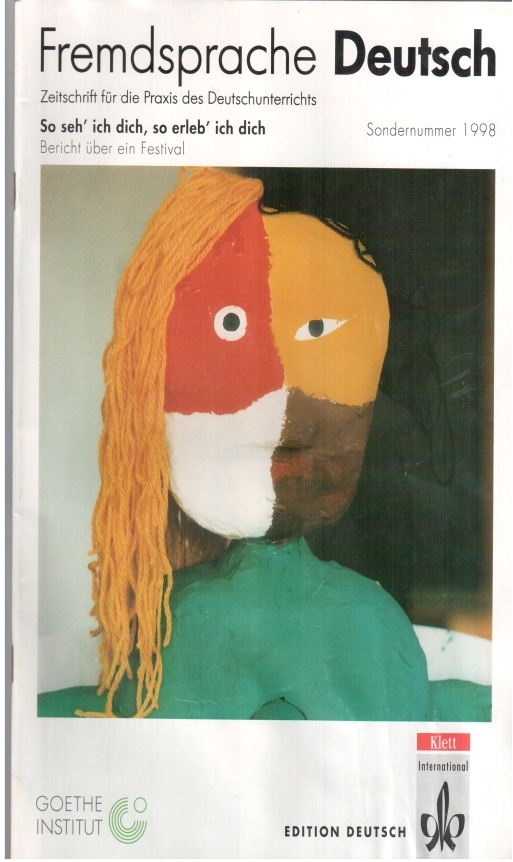 Fremdsprache Deutsch
Zeitschrift für die Praxis des Deutschunterrichts
So seh' ich dich, so erleb' ich dich
Sondernummer 1998
Bericht über ein Festival
Klett
International
GOETHE
INSTITUT
EDITION DEUTSCH